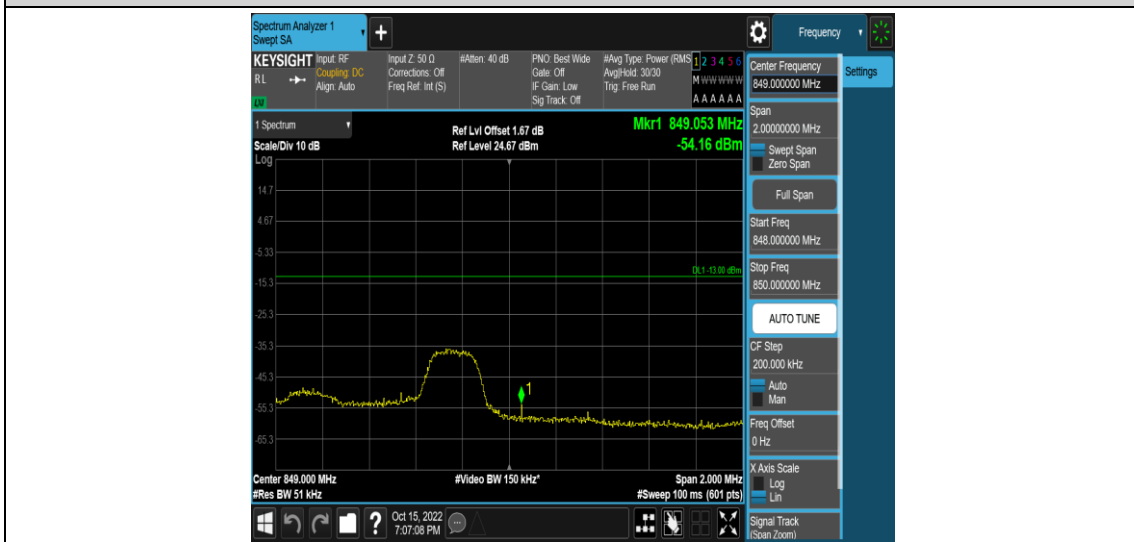 Spectrum Analyzer 1
Swept SA
+
Frequency
KEYSIGHT
RL
Input: RF
Coupling: DC
Align: Auto
Input Z: 50 Ω
Corrections: Off
Freq Ref: Int (S)
#Atten: 40 dB
PNO: Best Wide
Gate: Off
IF Gain: Low
Sig Track: Off
#Avg Type: Power (RMS
Avg|Hold: 30/30
Trig: Free Run
1 2 3 4 5 6
M W W W W W
A A A A A A
Center Frequency
849.000000 MHz
Settings
Span
2.00000000 MHz
Swept Span
Zero Span
Full Span
Start Freq
848.000000 MHz
Stop Freq
850.000000 MHz
AUTO TUNE
CF Step
200.000 kHz
Auto
Man
Freq Offset
0 Hz
X Axis Scale
Log
Lin
Signal Track
(Span Zoom)
1 Spectrum
Scale/Div 10 dB
Ref Lvl Offset 1.67 dB
Ref Level 24.67 dBm
Mkr1 849.053 MHz
-54.16 dBm
Log
14.7
4.67
-5.33
DL1 -13.00 dBm
-15.3
-25.3
-35.3
-45.3
1
-55.3
-65.3
Center 849.000 MHz
#Video BW 150 kHz*
Span 2.000 MHz
#Res BW 51 kHz
#Sweep 100 ms (601 pts)
?
Oct 15, 2022
7:07:08 PM